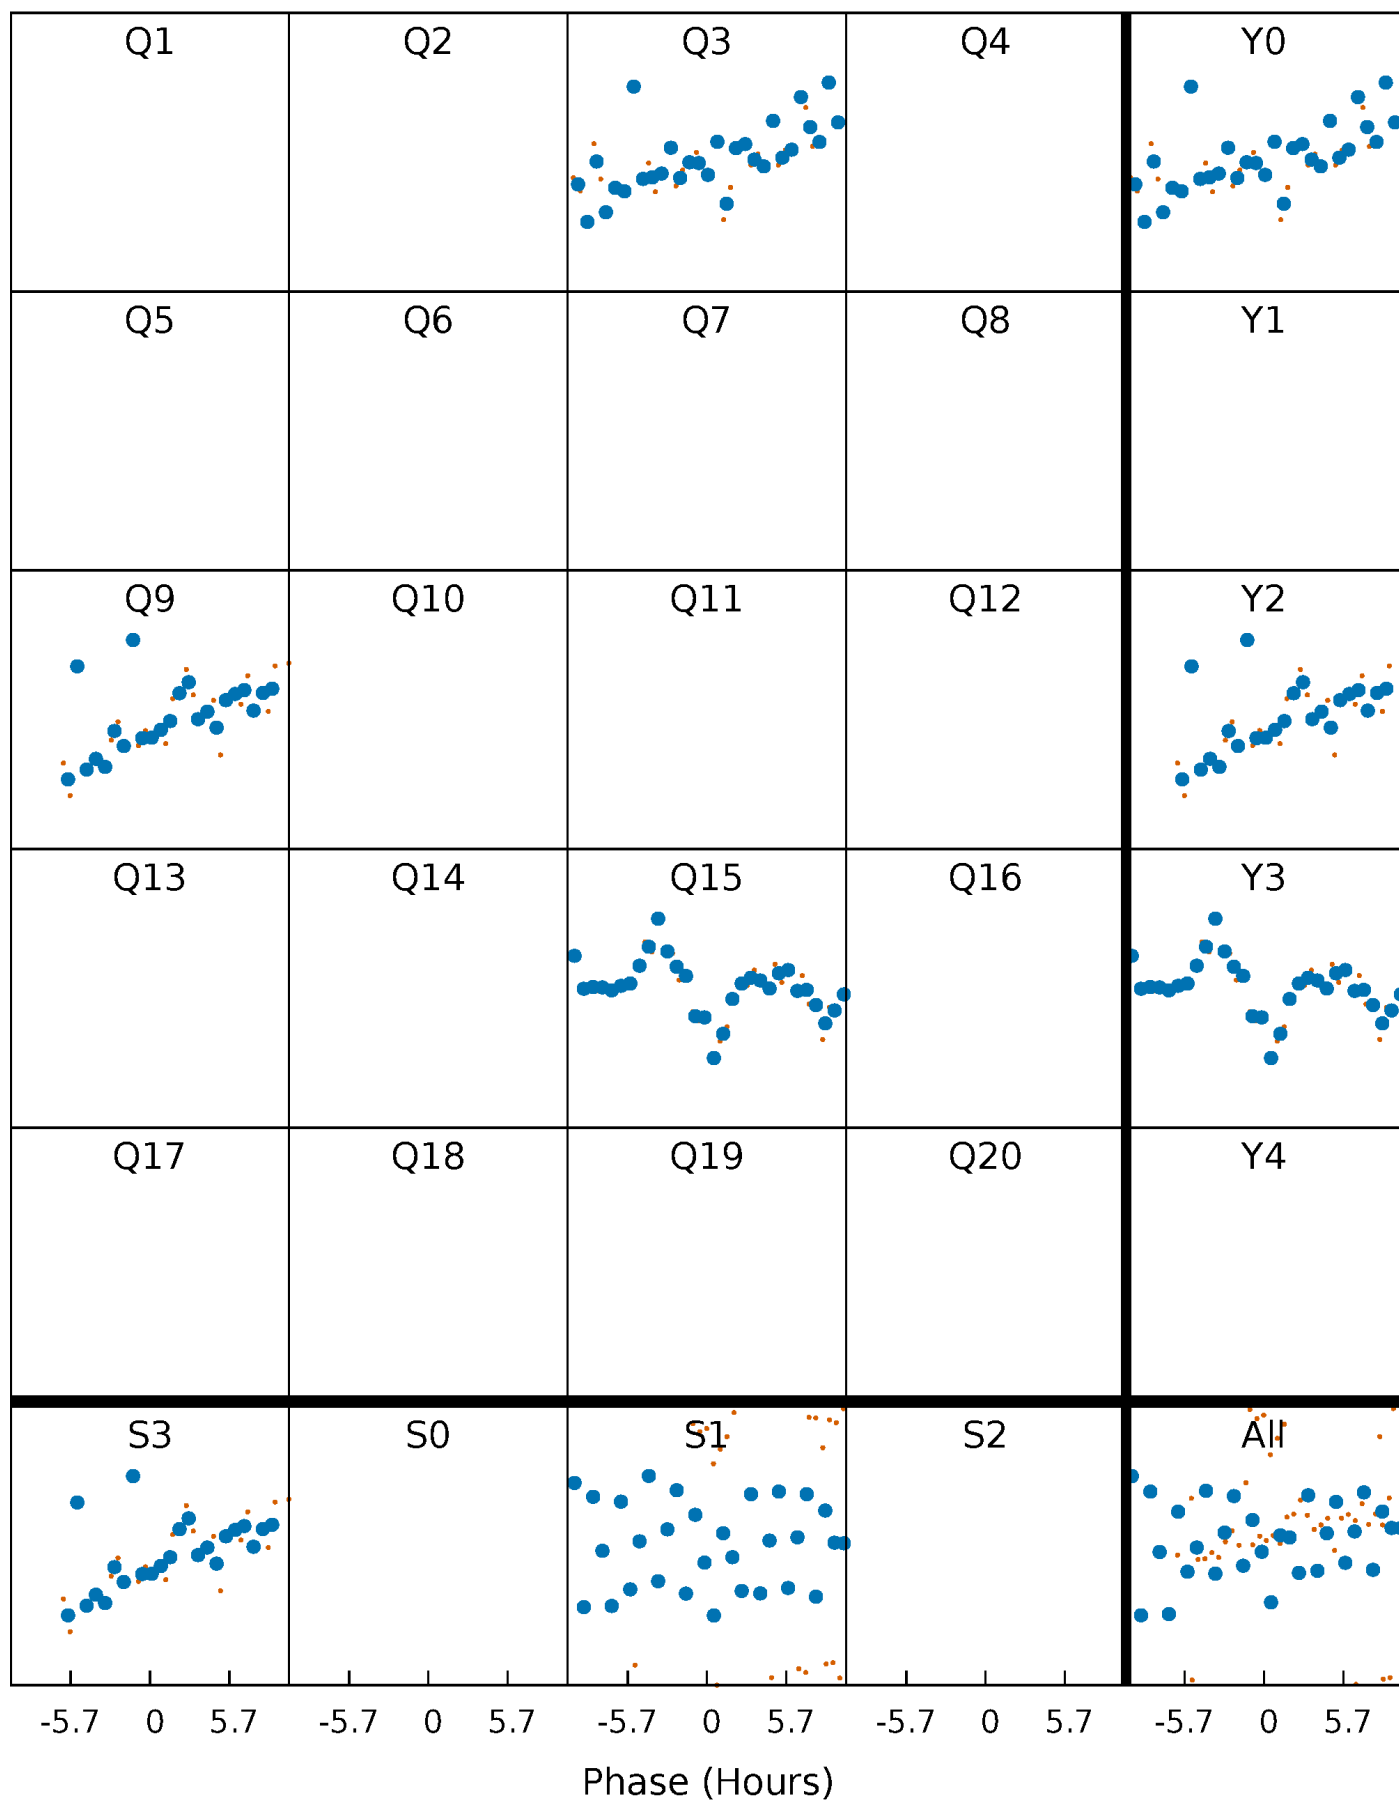 Q1 Q2 Q3 Q4 Y0
Q5 Q6 Q7 Q8 Y1
Q9 Q10 Q11 Q12 Y2
Q13 Q14 Q15 Q16 Y3
Q17 Q18 Q19 Q20 Y4
S3 S0 S1 S2 All
-5.7 0 5.7 -5.7 0 5.7 -5.7 0 5.7 -5.7 0 5.7 -5.7 0 5.7
Phase (Hours)